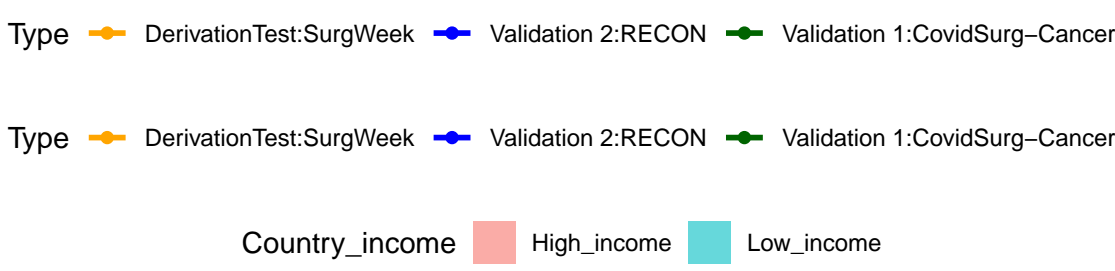 Type DerivationTest:SurgWeek Validation 2:RECON Validation 1:CovidSurg−Cancer
Type DerivationTest:SurgWeek Validation 2:RECON Validation 1:CovidSurg−Cancer
Country_income High_income Low_income